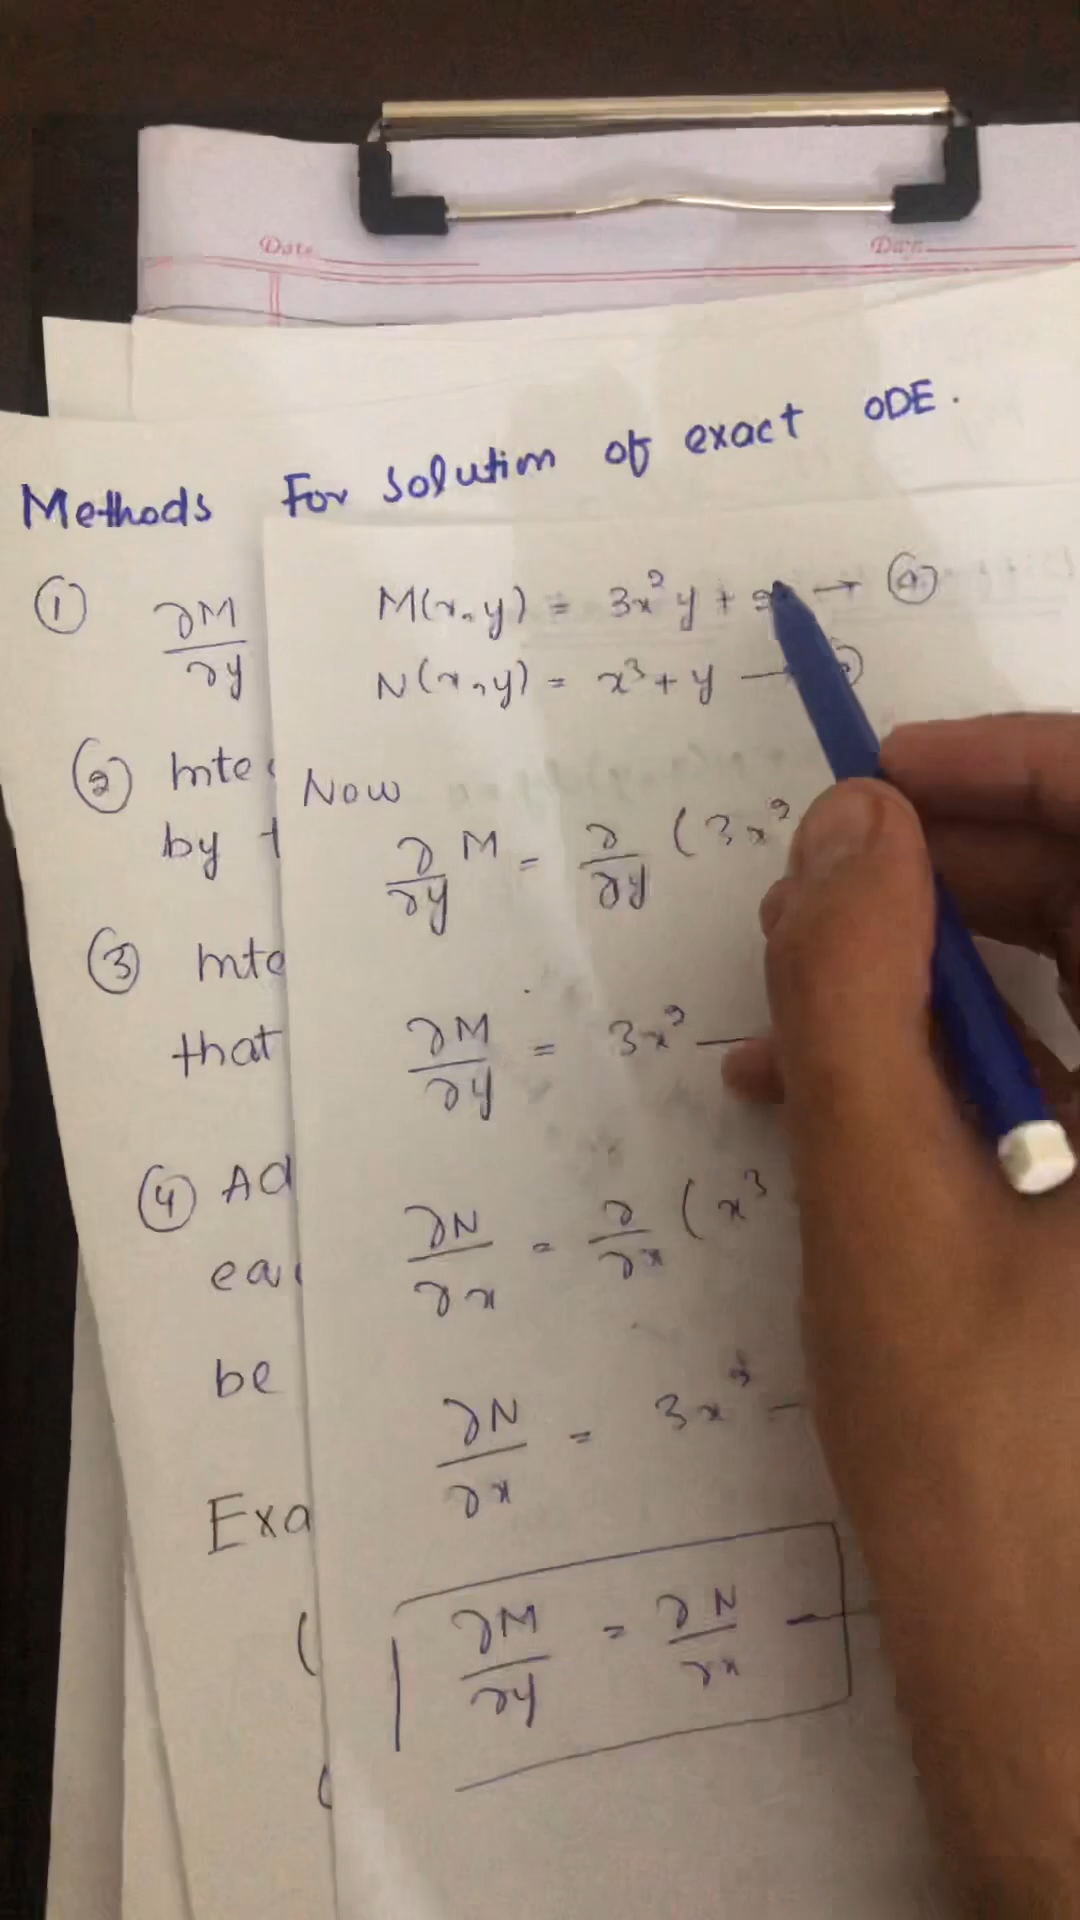 Date
Day
Methods For solution of exact ODE.
① ∂M/∂y
② Inte
by t
③ Inte
that
④ Ad
ea
be
Exa
(
(
M(x,y) = 3x²y + → ⓐ
N(x,y) = x³ + y →
Now
∂/∂y M = ∂/∂y (3x²
∂M/∂y = 3x² —
∂N/∂x = ∂/∂x (x³
∂N/∂x = 3x² —
∂M/∂y = ∂N/∂x —